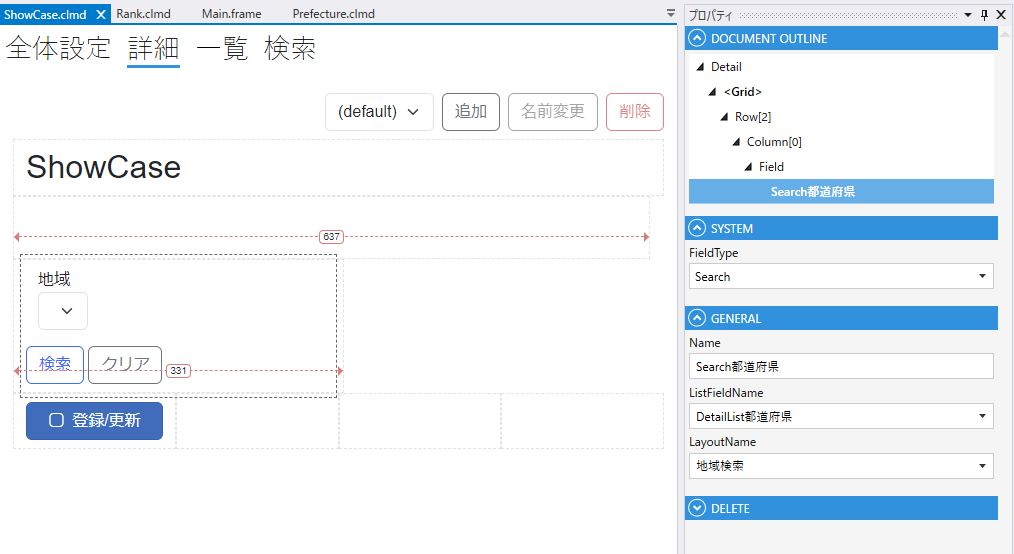 ShowCase.clmd
Rank.clmd
Main.frame
Prefecture.clmd
全体設定 詳細 一覧 検索
(default) 追加 名前変更 削除
ShowCase
637
地域
検索 クリア
331
登録/更新
プロパティ
DOCUMENT OUTLINE
Detail
<Grid>
Row[2]
Column[0]
Field
Search都道府県
SYSTEM
FieldType
Search
GENERAL
Name
Search都道府県
ListFieldName
DetailList都道府県
LayoutName
地域検索
DELETE